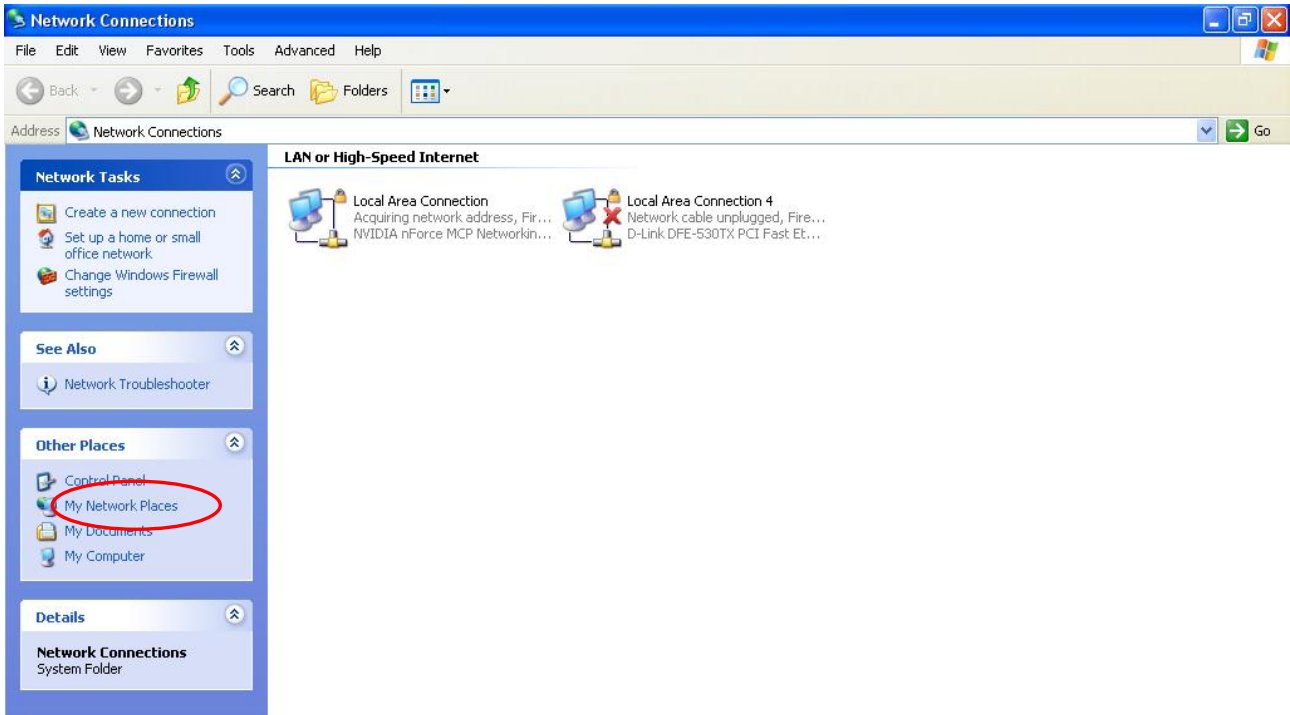 Network Connections
File Edit View Favorites Tools Advanced Help
Back Search Folders
Address Network Connections Go
Network Tasks
Create a new connection
Set up a home or small
office network
Change Windows Firewall
settings
See Also
Network Troubleshooter
Other Places
Control Panel
My Network Places
My Documents
My Computer
Details
Network Connections
System Folder
LAN or High-Speed Internet
Local Area Connection
Acquiring network address, Fir...
NVIDIA nForce MCP Networkin...
Local Area Connection 4
Network cable unplugged, Fire...
D-Link DFE-530TX PCI Fast Et...